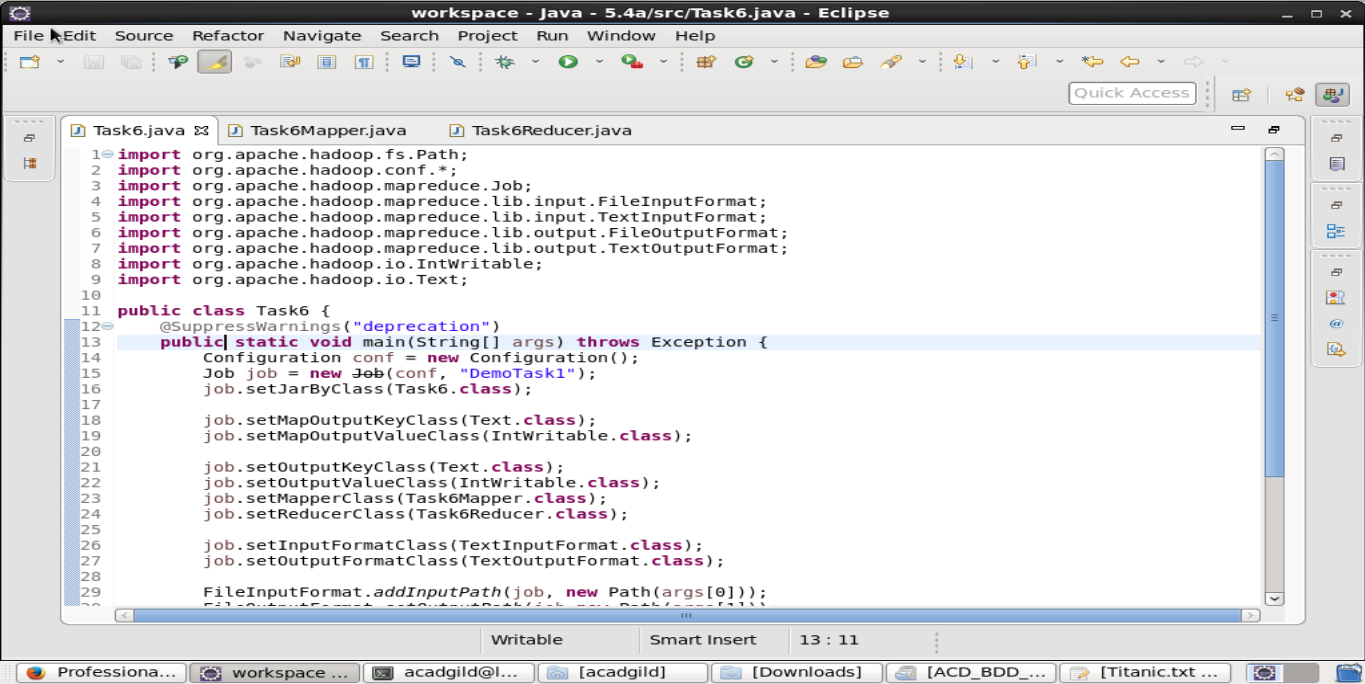 workspace - Java - 5.4a/src/Task6.java - Eclipse
File Edit Source Refactor Navigate Search Project Run Window Help
Quick Access
Task6.java Task6Mapper.java Task6Reducer.java
1 import org.apache.hadoop.fs.Path;
2 import org.apache.hadoop.conf.*;
3 import org.apache.hadoop.mapreduce.Job;
4 import org.apache.hadoop.mapreduce.lib.input.FileInputFormat;
5 import org.apache.hadoop.mapreduce.lib.input.TextInputFormat;
6 import org.apache.hadoop.mapreduce.lib.output.FileOutputFormat;
7 import org.apache.hadoop.mapreduce.lib.output.TextOutputFormat;
8 import org.apache.hadoop.io.IntWritable;
9 import org.apache.hadoop.io.Text;
10
11 public class Task6 {
12 @SuppressWarnings("deprecation")
13 public static void main(String[] args) throws Exception {
14 Configuration conf = new Configuration();
15 Job job = new Job(conf, "DemoTask1");
16 job.setJarByClass(Task6.class);
17
18 job.setMapOutputKeyClass(Text.class);
19 job.setMapOutputValueClass(IntWritable.class);
20
21 job.setOutputKeyClass(Text.class);
22 job.setOutputValueClass(IntWritable.class);
23 job.setMapperClass(Task6Mapper.class);
24 job.setReducerClass(Task6Reducer.class);
25
26 job.setInputFormatClass(TextInputFormat.class);
27 job.setOutputFormatClass(TextOutputFormat.class);
28
29 FileInputFormat.addInputPath(job, new Path(args[0]));
Writable Smart Insert 13 : 11
Professiona... workspace ... acadgild@l... [acadgild] [Downloads] [ACD_BDD_... [Titanic.txt ...